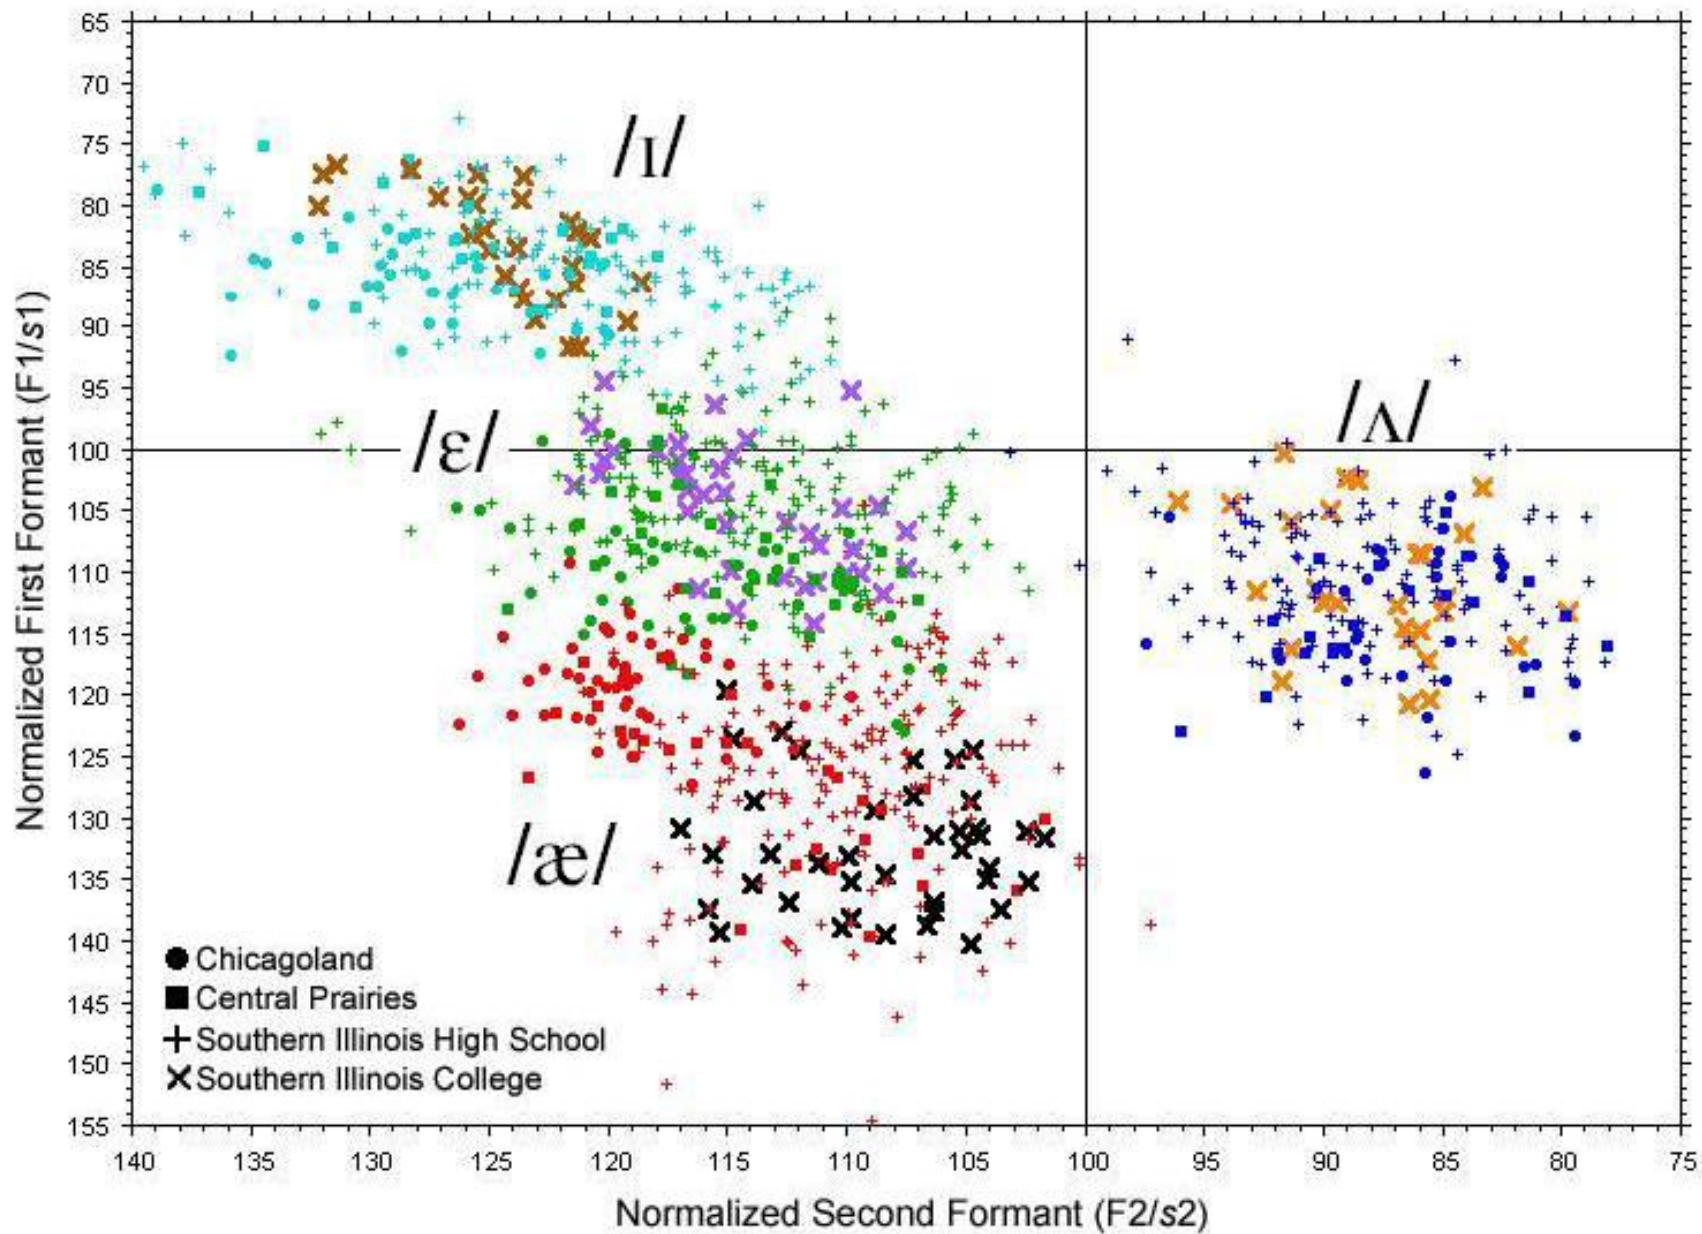 65
70
75
80
85
90
95
100
105
110
115
120
125
130
135
140
145
150
155
Normalized First Formant (F1/s1)
/ɪ/
/ɛ/
/ʌ/
/æ/
Chicagoland
Central Prairies
Southern Illinois High School
Southern Illinois College
140 135 130 125 120 115 110 105 100 95 90 85 80 75
Normalized Second Formant (F2/s2)